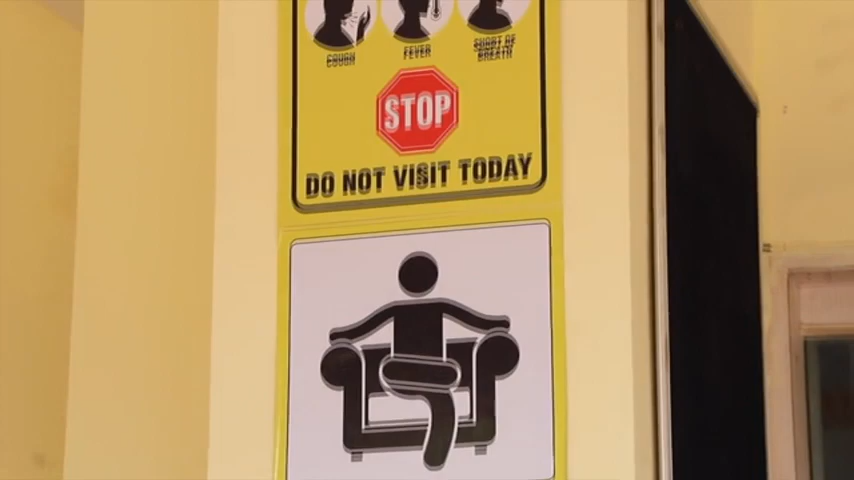 COUGH
FEVER
SHORT OF
BREATH
STOP
DO NOT VISIT TODAY